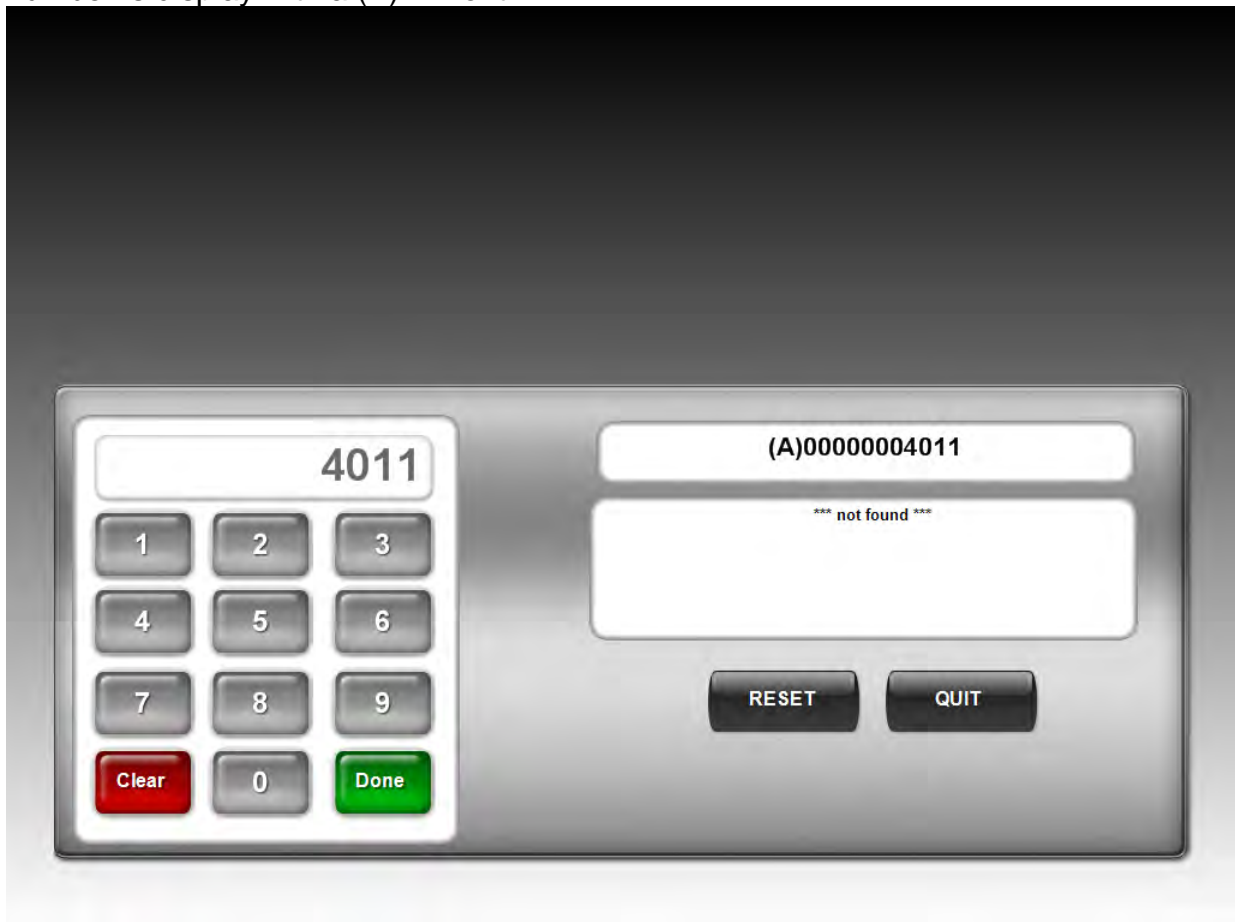 4011
1 2 3
4 5 6
7 8 9
Clear 0 Done
(A)00000004011
*** not found ***
RESET QUIT